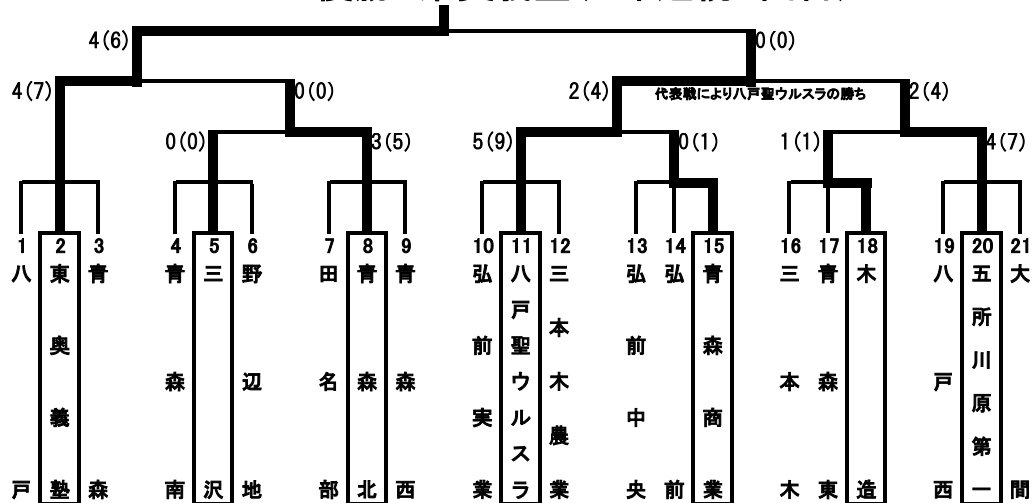 4(6)
0(0)
4(7)
0(0)
2(4)
代表戦により八戸聖ウルスラの勝ち
2(4)
0(0)
3(5)
5(9)
0(1)
1(1)
4(7)
1 八戸
2 東奥義塾
3 青森
4 青森南
5 三沢
6 野辺地
7 田名部
8 青森北
9 青森西
10 弘前実業
11 八戸聖ウルスラ
12 三本木農業
13 弘前中央
14 弘前
15 青森商業
16 三本木
17 青森東
18 木造
19 八戸西
20 五所川原第一
21 大間